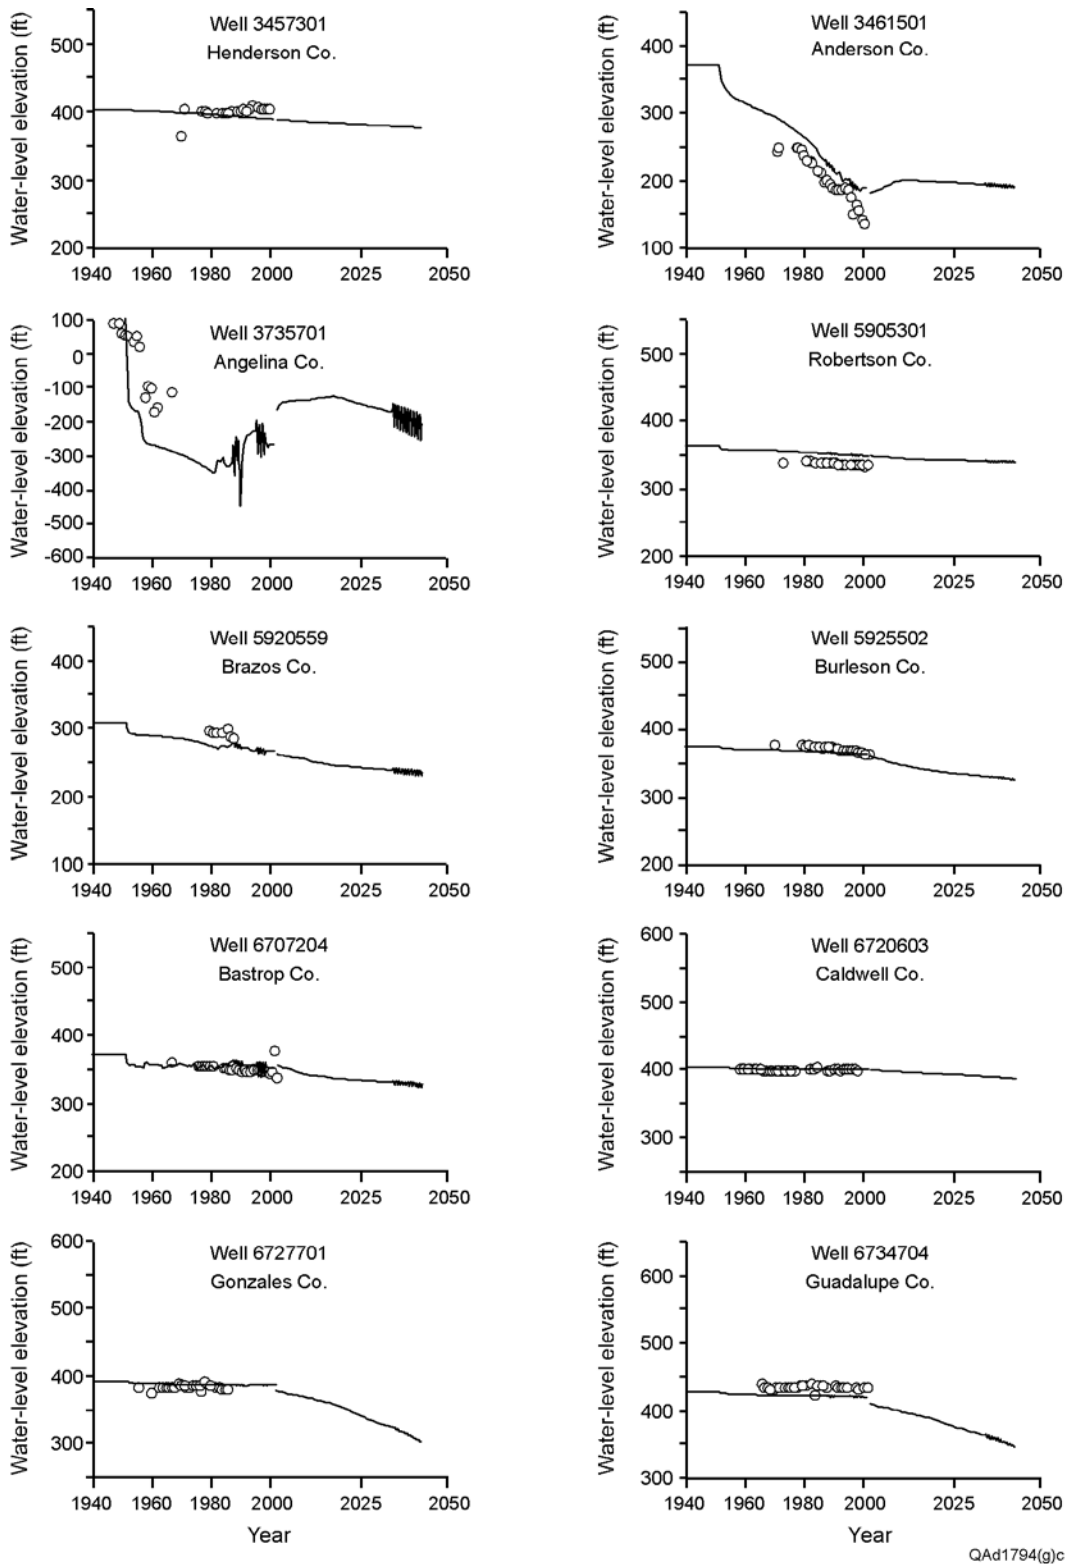 Well 3457301
Henderson Co.
Water-level elevation (ft)
500
400
300
200
1940 1960 1980 2000 2025 2050
Well 3461501
Anderson Co.
Water-level elevation (ft)
400
300
200
100
1940 1960 1980 2000 2025 2050
Well 3735701
Angelina Co.
Water-level elevation (ft)
100
0
-100
-200
-300
-400
-500
-600
1940 1960 1980 2000 2025 2050
Well 5905301
Robertson Co.
Water-level elevation (ft)
500
400
300
200
1940 1960 1980 2000 2025 2050
Well 5920559
Brazos Co.
Water-level elevation (ft)
400
300
200
100
1940 1960 1980 2000 2025 2050
Well 5925502
Burleson Co.
Water-level elevation (ft)
500
400
300
200
1940 1960 1980 2000 2025 2050
Well 6707204
Bastrop Co.
Water-level elevation (ft)
500
400
300
200
1940 1960 1980 2000 2025 2050
Well 6720603
Caldwell Co.
Water-level elevation (ft)
600
500
400
300
1940 1960 1980 2000 2025 2050
Well 6727701
Gonzales Co.
Water-level elevation (ft)
600
500
400
300
1940 1960 1980 2000 2025 2050
Year
Well 6734704
Guadalupe Co.
Water-level elevation (ft)
600
500
400
300
1940 1960 1980 2000 2025 2050
Year
QAd1794(g)c